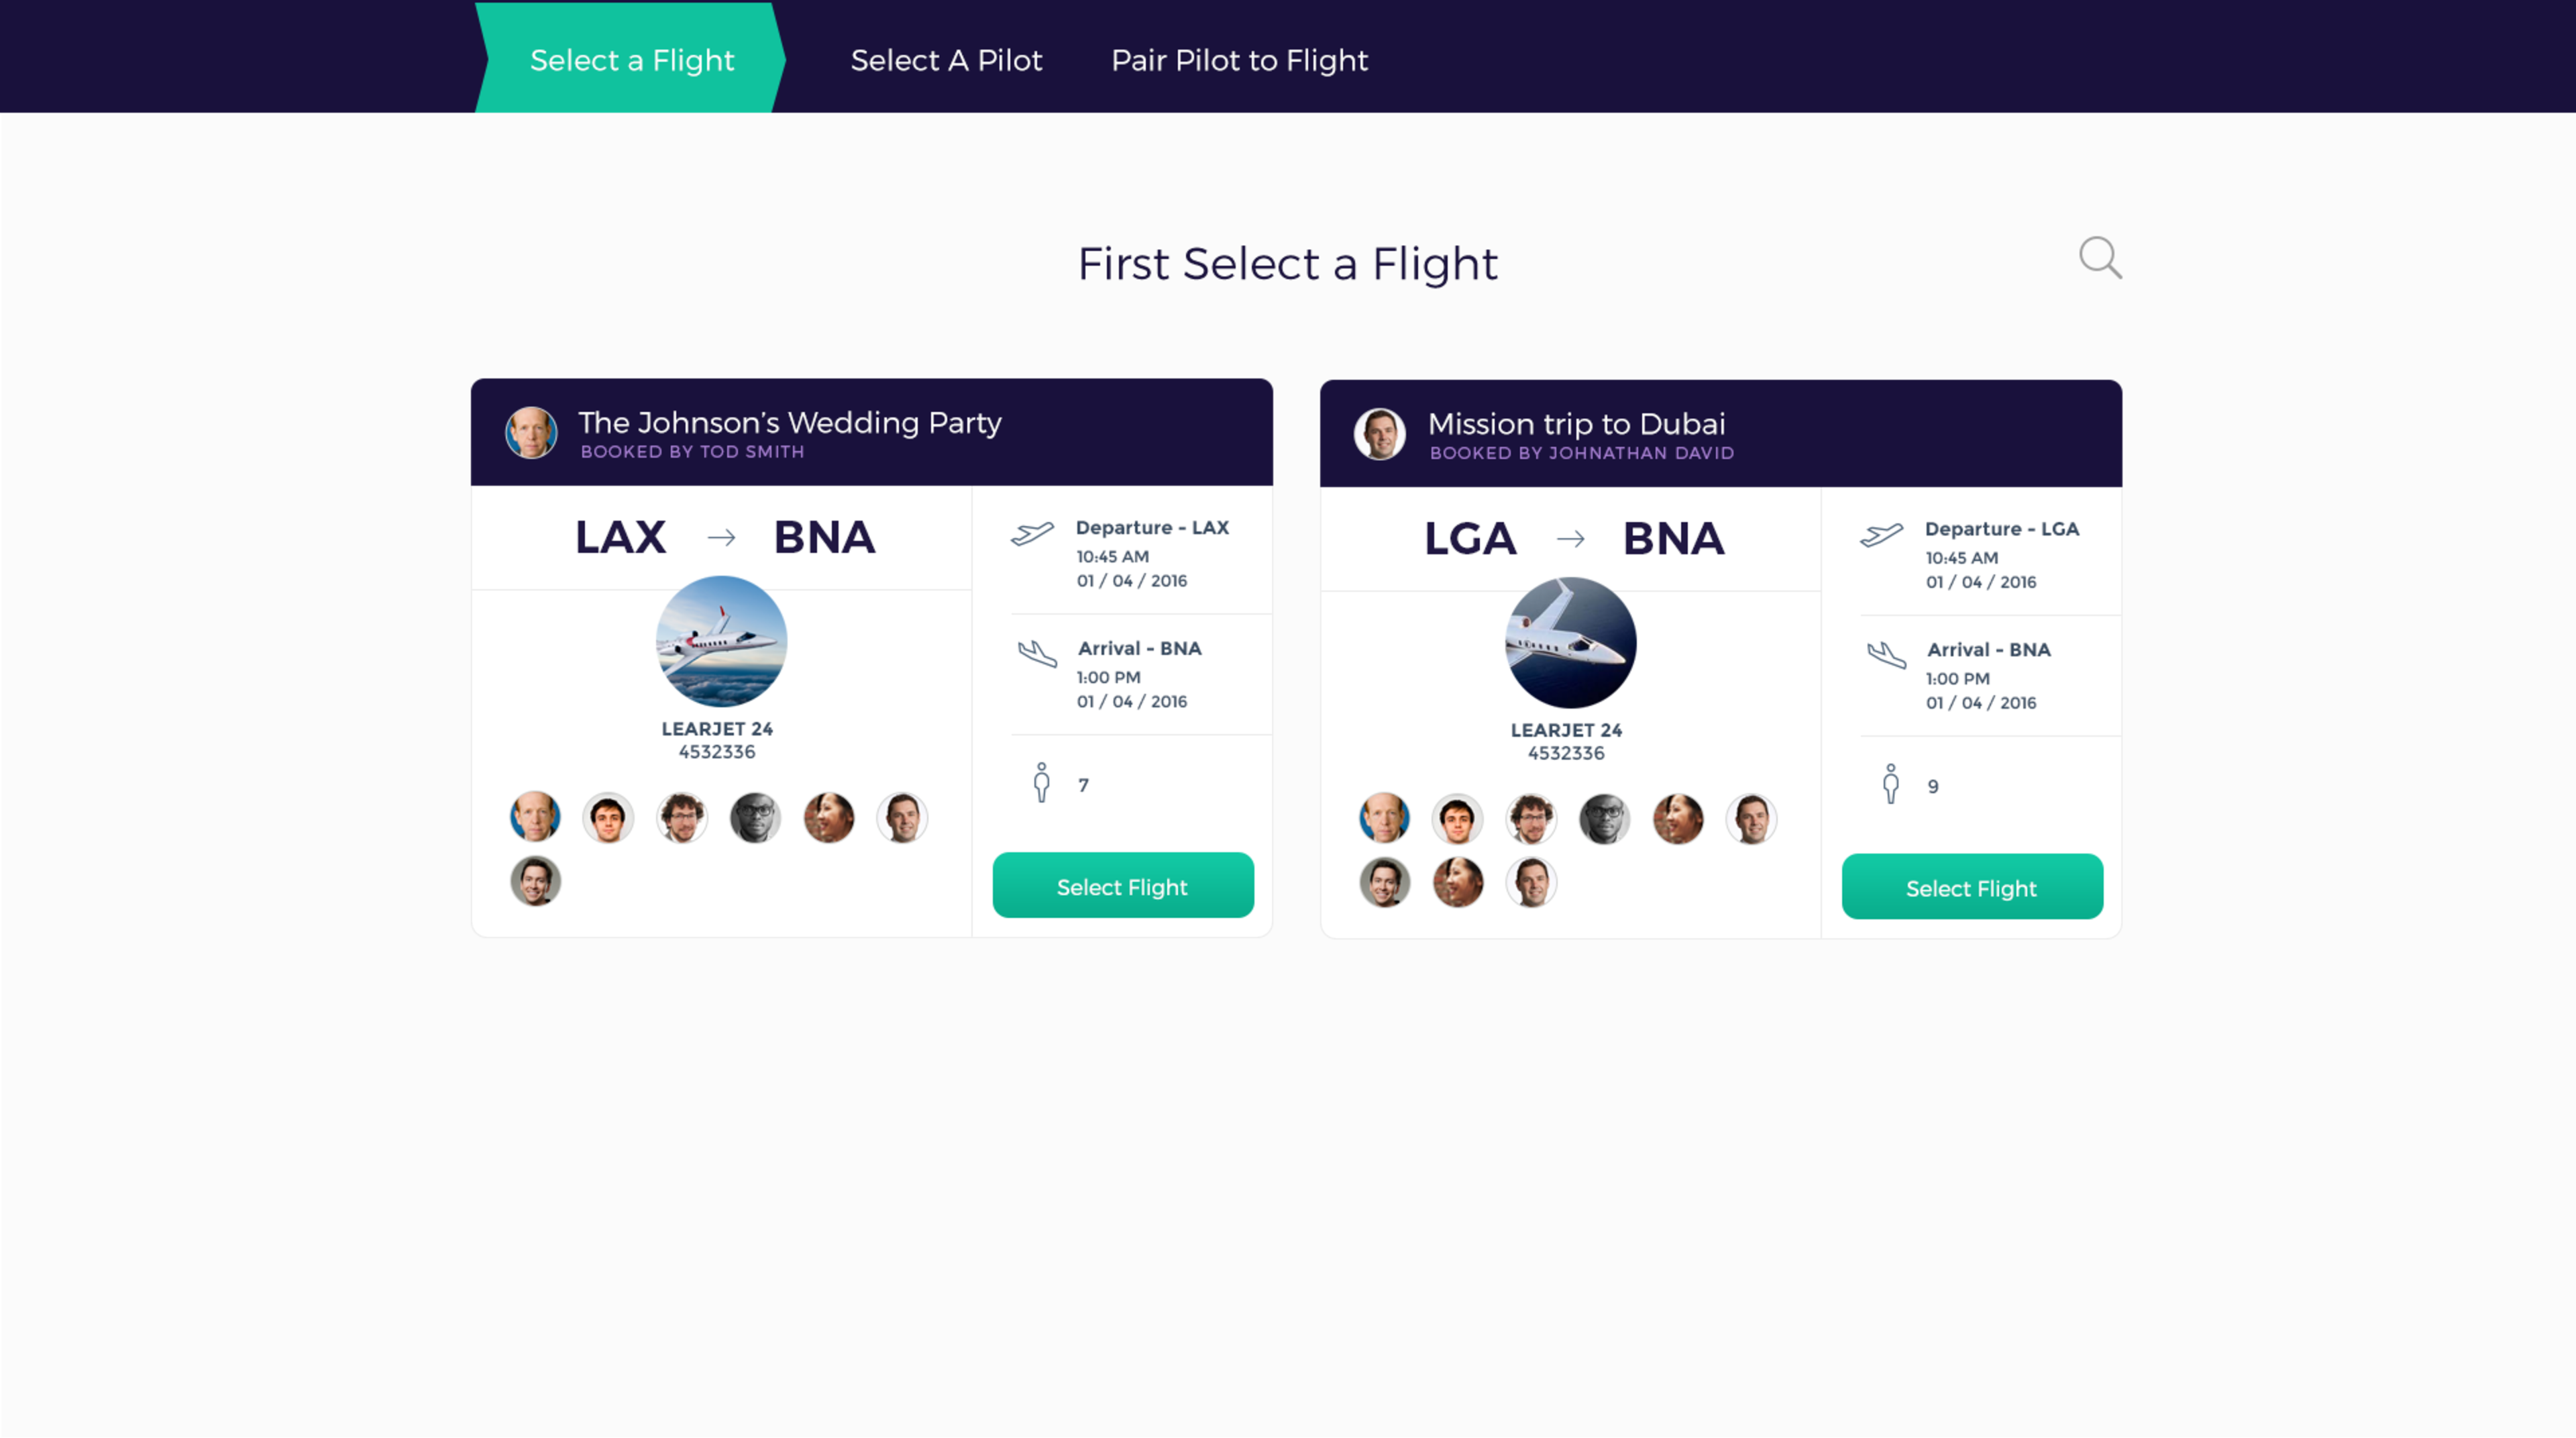 Select a Flight
Select A Pilot
Pair Pilot to Flight
First Select a Flight
The Johnson's Wedding Party
BOOKED BY TOD SMITH
LAX → BNA
LEARJET 24
4532336
Departure - LAX
10:45 AM
01 / 04 / 2016
Arrival - BNA
1:00 PM
01 / 04 / 2016
7
Select Flight
Mission trip to Dubai
BOOKED BY JOHNATHAN DAVID
LGA → BNA
LEARJET 24
4532336
Departure - LGA
10:45 AM
01 / 04 / 2016
Arrival - BNA
1:00 PM
01 / 04 / 2016
9
Select Flight